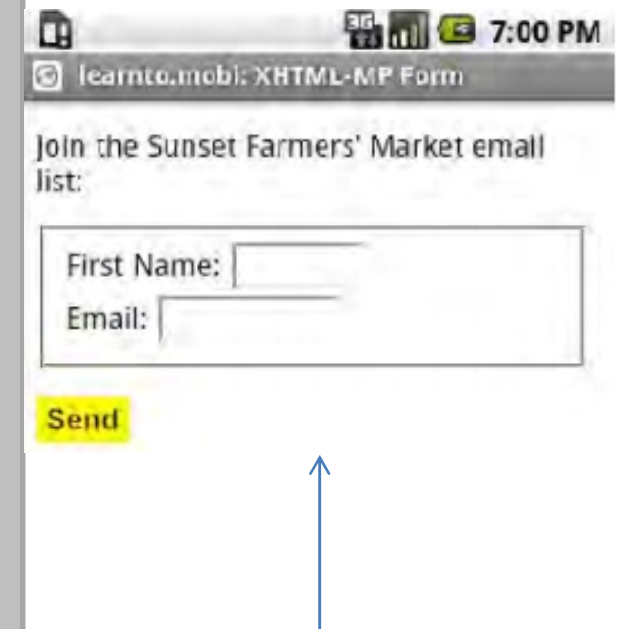 3G
7:00 PM
learnto.mobi: XHTML-MP Form
Join the Sunset Farmers' Market email
list:
First Name:
Email:
Send